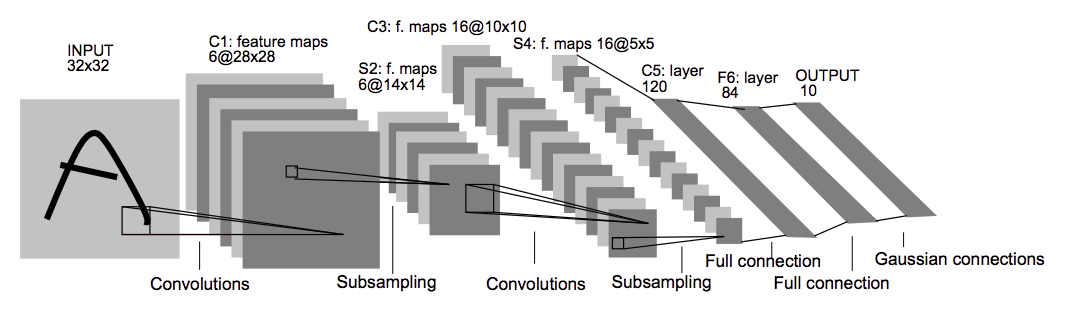 INPUT
32x32
C1: feature maps
6@28x28
S2: f. maps
6@14x14
C3: f. maps 16@10x10
S4: f. maps 16@5x5
C5: layer
120
F6: layer
84
OUTPUT
10
Convolutions
Subsampling
Convolutions
Subsampling
Full connection
Full connection
Gaussian connections